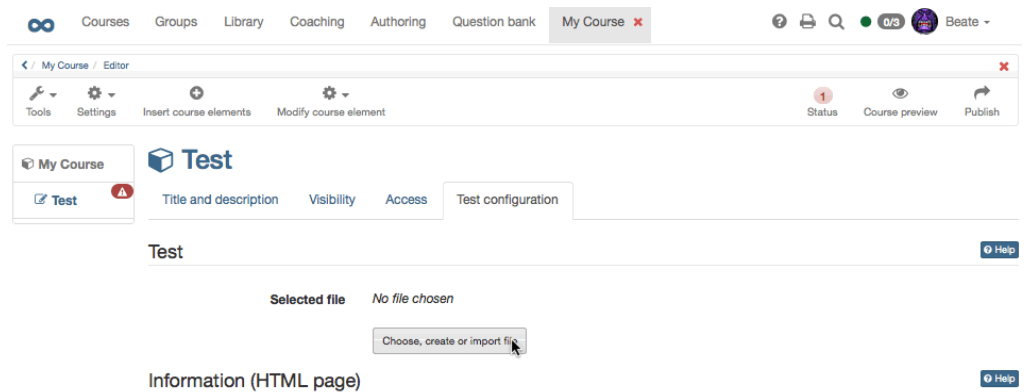 Courses Groups Library Coaching Authoring Question bank My Course 0/3 Beate
My Course / Editor
Tools Settings Insert course elements Modify course element 1 Status Course preview Publish
My Course
Test
Test
Title and description Visibility Access Test configuration
Test Help
Selected file No file chosen
Choose, create or import file
Information (HTML page) Help